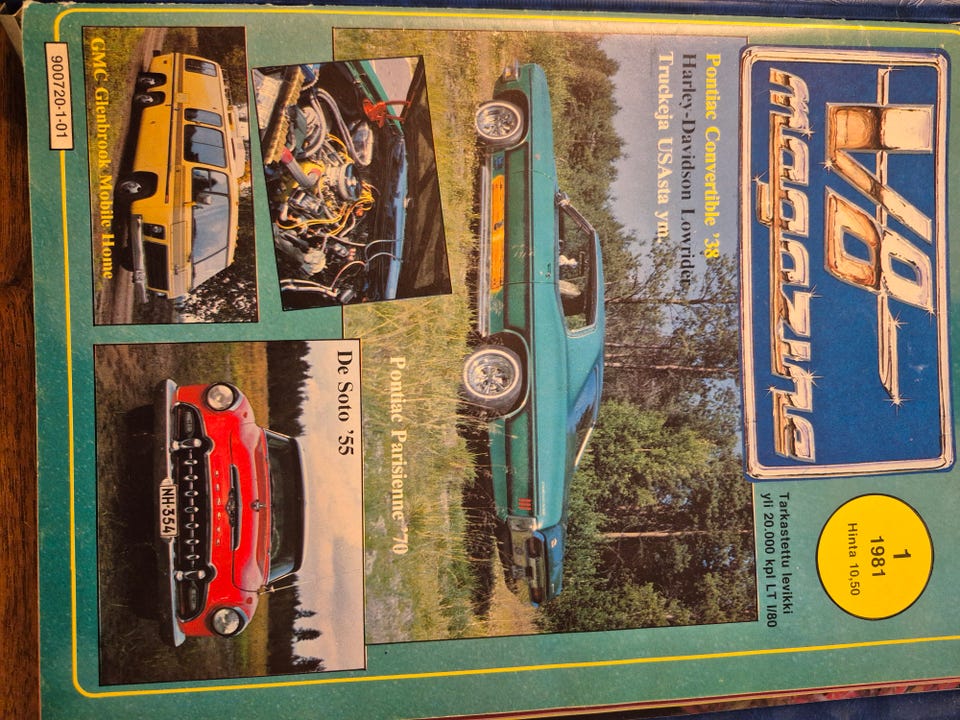 V8
magazine
1
1981
Hinta 10,50
Tarkastettu levikki
yli 20.000 kpl LT I/80
Pontiac Convertible '38
Harley-Davidson Lowrider
Truckeja USAsta ym.
Pontiac Parisienne '70
De Soto '55
NH-354
GMC-Glenbrook Mobile Home
900720-1-01